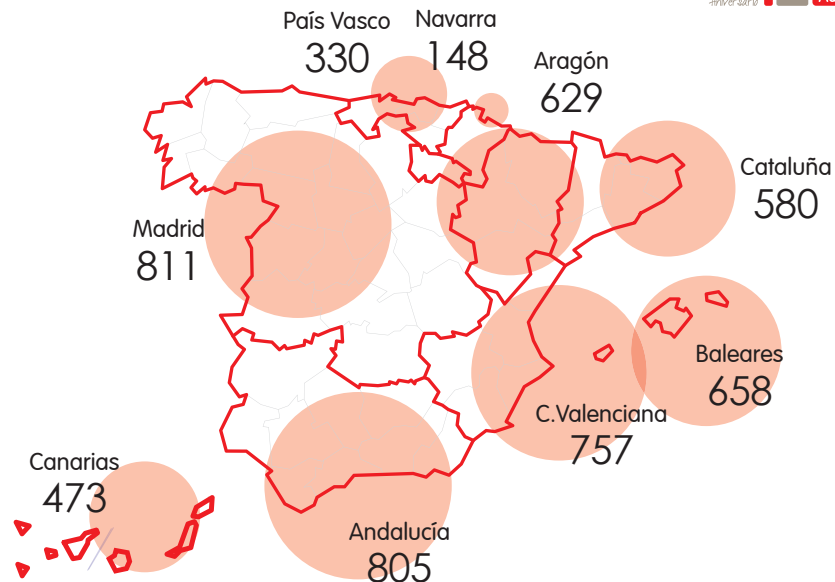 Aniversario
País Vasco
330
Navarra
148
Aragón
629
Cataluña
580
Madrid
811
Baleares
658
C.Valenciana
757
Canarias
473
Andalucía
805